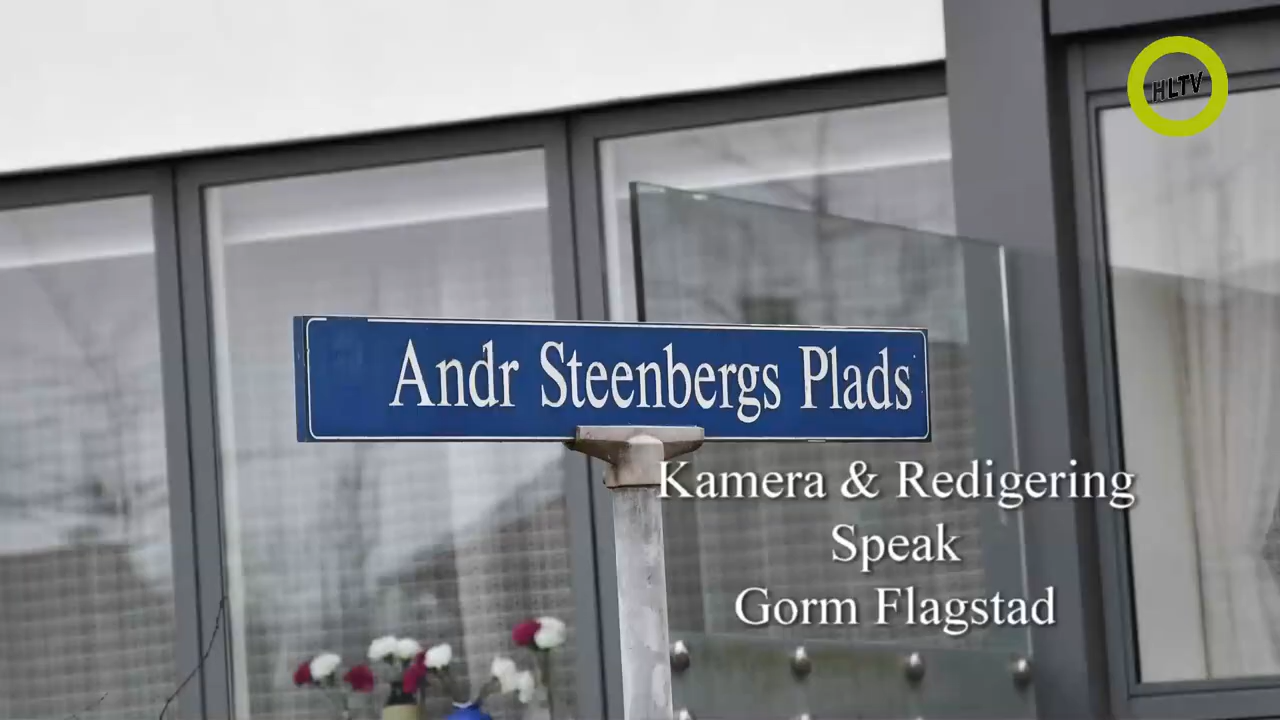 HLTV
Andr Steenbergs Plads
Kamera & Redigering
Speak
Gorm Flagstad